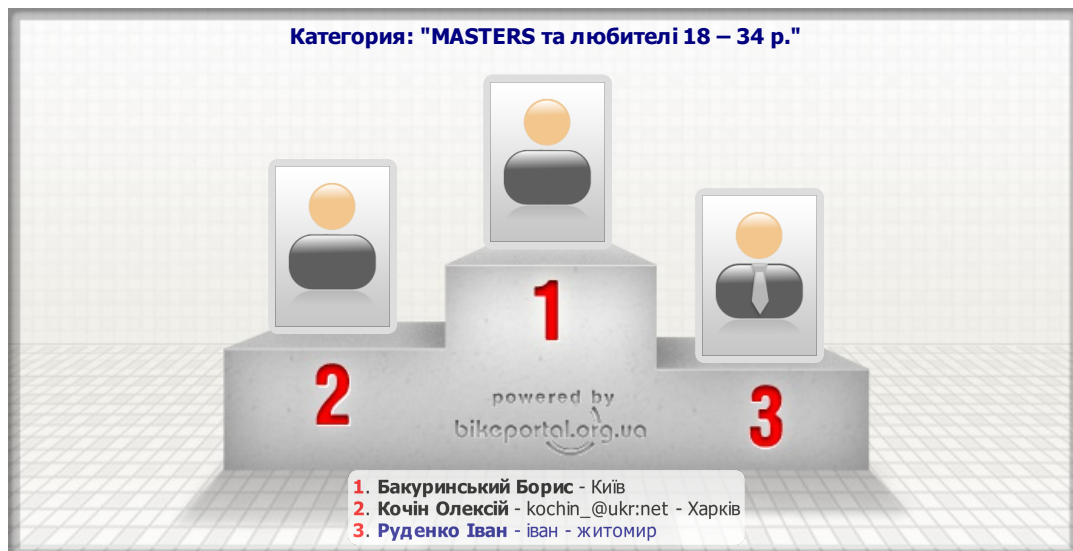 Категория: "MASTERS та любителі 18 – 34 р."
1
2
3
powered by
bikeportal.org.ua
1. Бакуринський Борис - Київ
2. Кочін Олексій - kochin_@ukr:net - Харків
3. Руденко Іван - іван - житомир